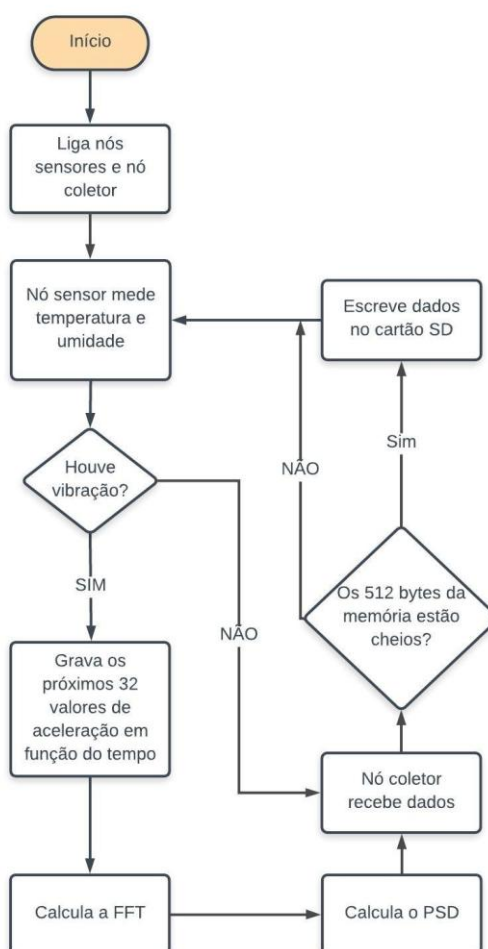 Início
Liga nós
sensores e nó
coletor
Nó sensor mede
temperatura e
umidade
Escreve dados
no cartão SD
Houve
vibração?
NÃO
Sim
Os 512 bytes da
memória estão
cheios?
SIM
NÃO
Grava os
próximos 32
valores de
aceleração em
função do tempo
Nó coletor
recebe dados
Calcula a FFT
Calcula o PSD